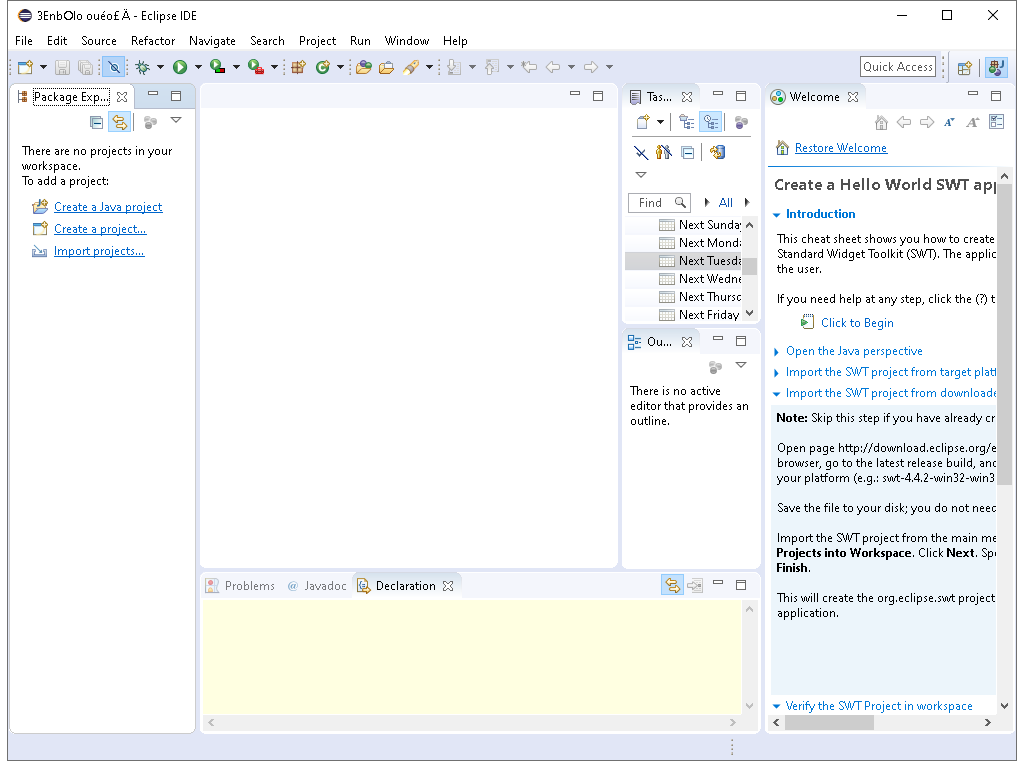 3EnbOlo ouéo£ Ä - Eclipse IDE
File Edit Source Refactor Navigate Search Project Run Window Help
Quick Access
Package Exp...
There are no projects in your
workspace.
To add a project:
Create a Java project
Create a project...
Import projects...
Tas...
Find
All
Next Sunday
Next Monda
Next Tuesda
Next Wedne
Next Thursd
Next Friday
Ou...
There is no active
editor that provides an
outline.
Problems @ Javadoc Declaration
Welcome
Restore Welcome
Create a Hello World SWT app
Introduction
This cheat sheet shows you how to create
Standard Widget Toolkit (SWT). The applic
the user.
If you need help at any step, click the (?) t
Click to Begin
Open the Java perspective
Import the SWT project from target platf
Import the SWT project from downloade
Note: Skip this step if you have already cr
Open page http://download.eclipse.org/e
browser, go to the latest release build, and
your platform (e.g.: swt-4.4.2-win32-win3
Save the file to your disk; you do not need
Import the SWT project from the main me
Projects into Workspace. Click Next. Spe
Finish.
This will create the org.eclipse.swt project
application.
Verify the SWT Project in workspace